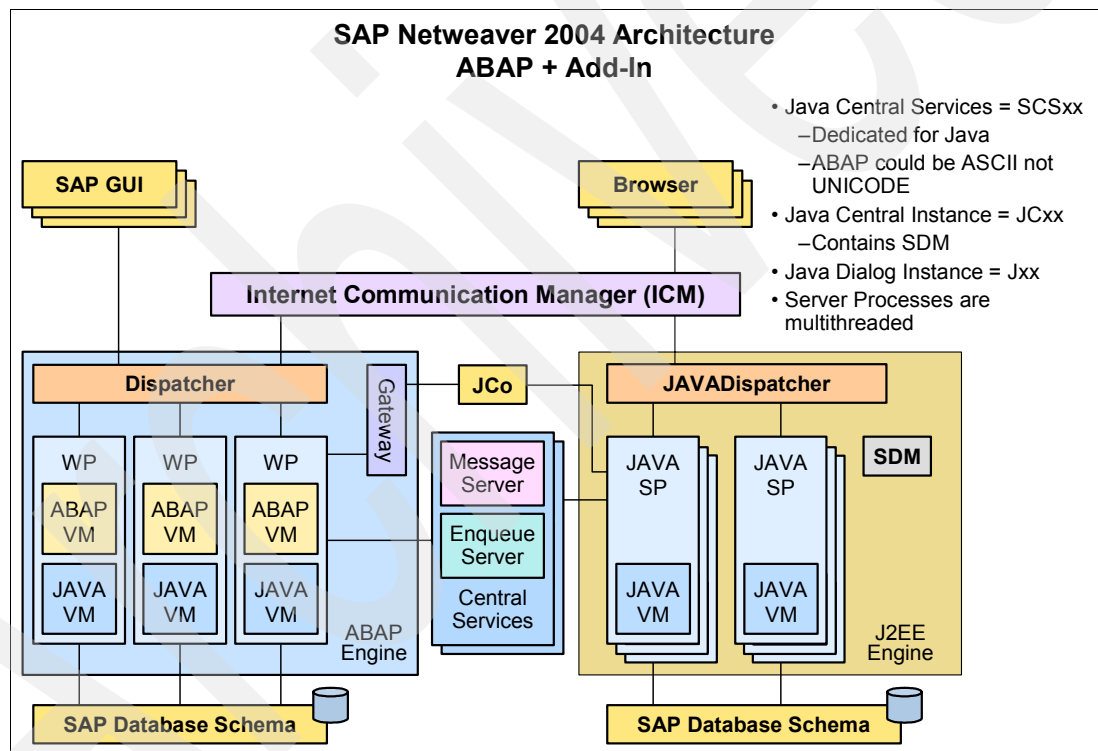 SAP Netweaver 2004 Architecture
ABAP + Add-In
• Java Central Services = SCSxx
–Dedicated for Java
–ABAP could be ASCII not
UNICODE
• Java Central Instance = JCxx
–Contains SDM
• Java Dialog Instance = Jxx
• Server Processes are
multithreaded
SAP GUI
Browser
Internet Communication Manager (ICM)
Dispatcher
Gateway
JCo
JAVADispatcher
WP
WP
WP
ABAP
VM
ABAP
VM
ABAP
VM
JAVA
VM
JAVA
VM
JAVA
VM
ABAP
Engine
Message
Server
Enqueue
Server
Central
Services
JAVA
SP
JAVA
SP
SDM
JAVA
VM
JAVA
VM
J2EE
Engine
SAP Database Schema
SAP Database Schema